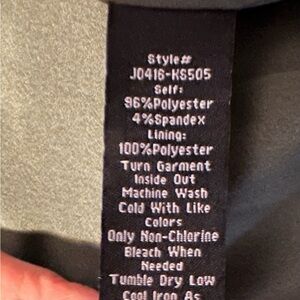 Style#
J0416-KS505
Self:
96%Polyester
4%Spandex
Lining:
100%Polyester
Turn Garment
Inside Out
Machine Wash
Cold With Like
Colors
Only Non-Chlorine
Bleach When
Needed
Tumble Dry Low
Cool Iron As